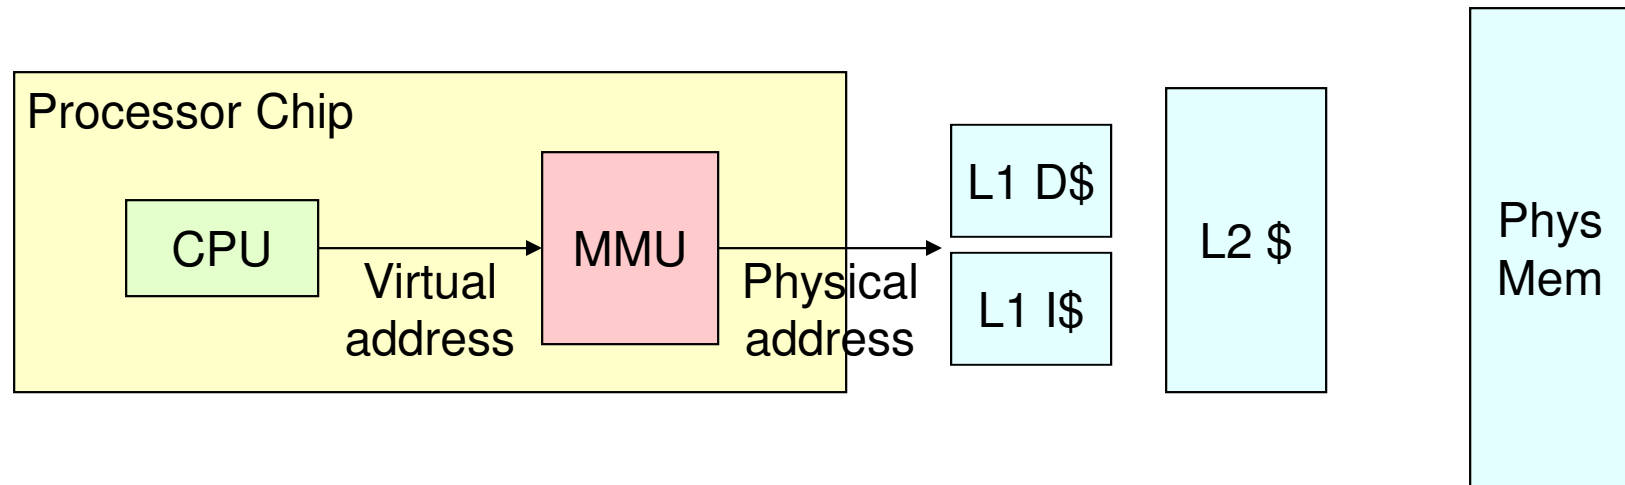 Processor Chip
CPU
Virtual
address
MMU
Physical
address
L1 D$
L1 I$
L2 $
Phys
Mem